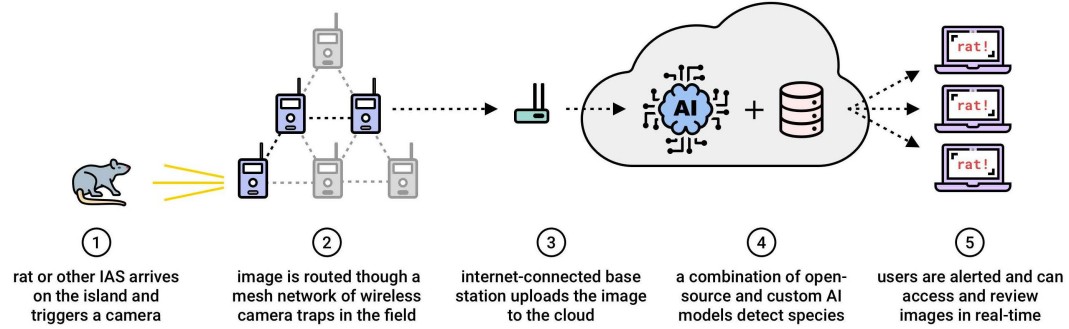 rat!
AI
+
rat!
rat!
1
rat or other IAS arrives
on the island and
triggers a camera
2
image is routed though a
mesh network of wireless
camera traps in the field
3
internet-connected base
station uploads the image
to the cloud
4
a combination of open-
source and custom AI
models detect species
5
users are alerted and can
access and review
images in real-time